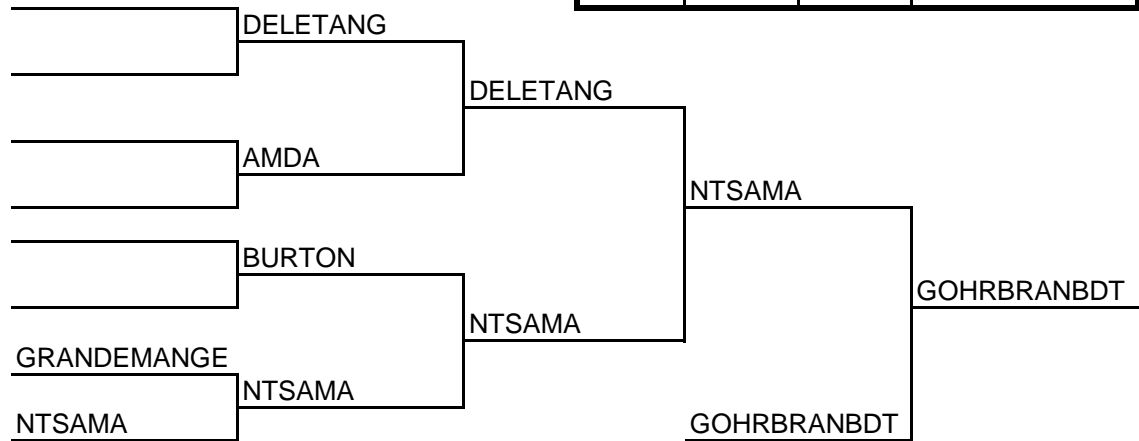 DELETANG
DELETANG
AMDA
NTSAMA
BURTON
GOHRBRANBDT
NTSAMA
GRANDEMANGE
NTSAMA
NTSAMA
GOHRBRANBDT